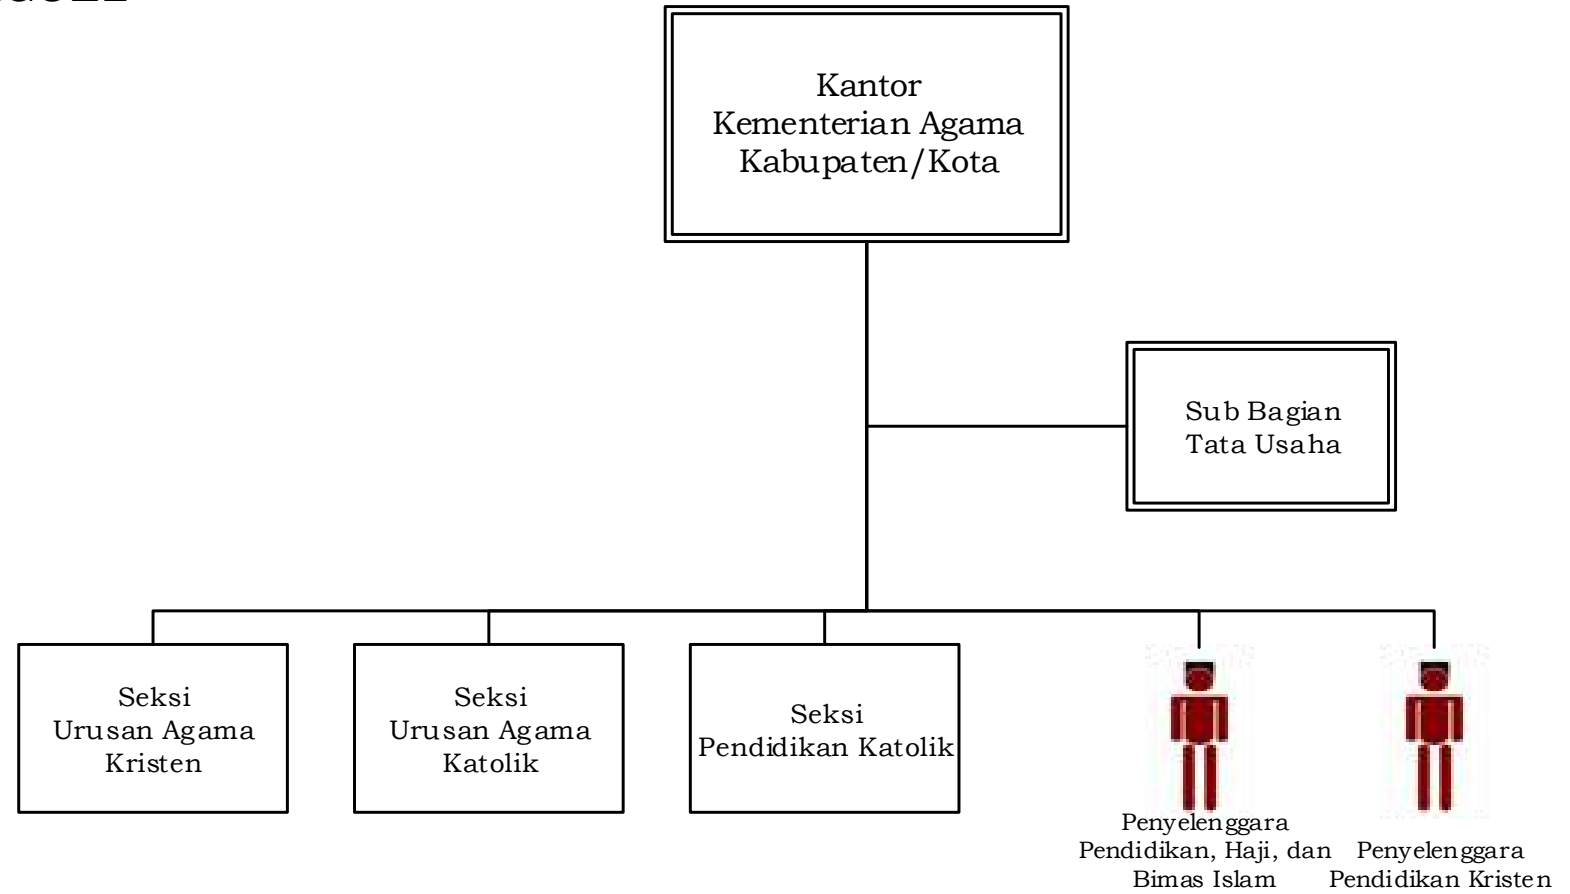 Kantor
Kementerian Agama
Kabupaten/Kota
Sub Bagian
Tata Usaha
Seksi
Urusan Agama
Kristen
Seksi
Urusan Agama
Katolik
Seksi
Pendidikan Katolik
Penyelenggara
Pendidikan, Haji, dan
Bimas Islam
Penyelenggara
Pendidikan Kristen